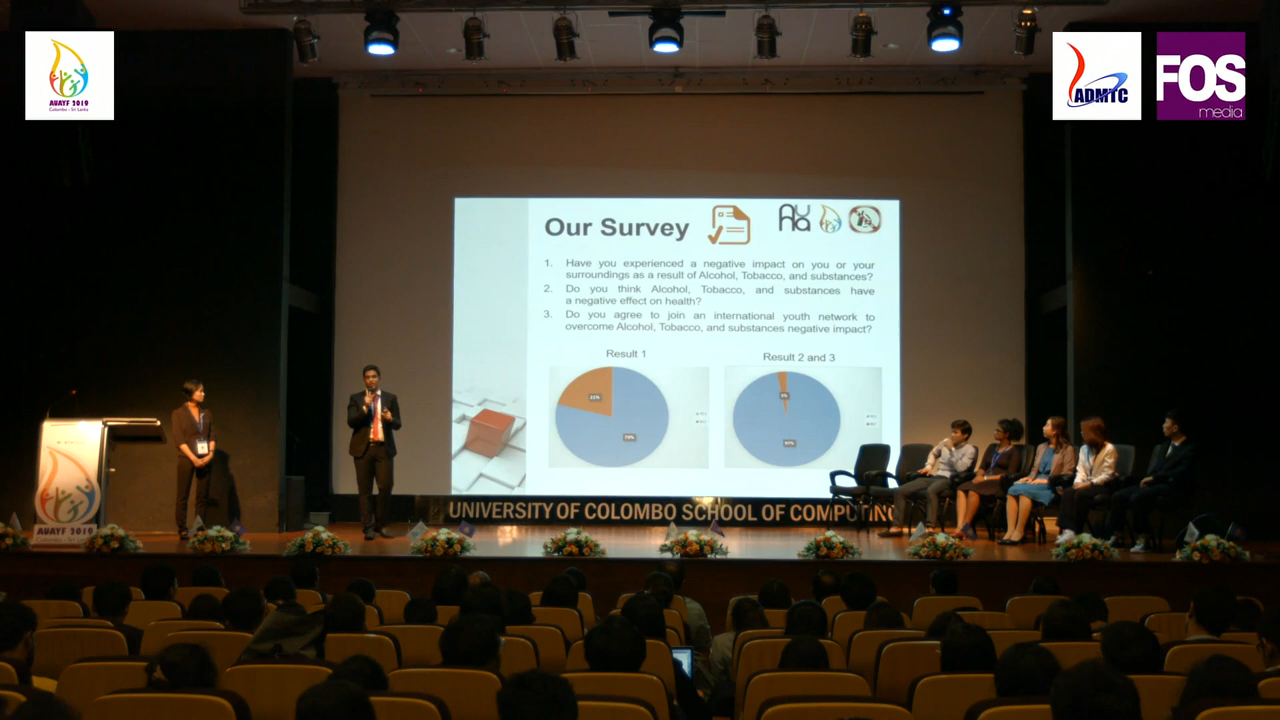 AUAYF 2019
Colombo - Sri Lanka
ADMTC
FOS
media
Our Survey
AUHA
1. Have you experienced a negative impact on you or your
surroundings as a result of Alcohol, Tobacco, and substances?
2. Do you think Alcohol, Tobacco, and substances have
a negative effect on health?
3. Do you agree to join an international youth network to
overcome Alcohol, Tobacco, and substances negative impact?
Result 1
Result 2 and 3
97%
UNIVERSITY OF COLOMBO SCHOOL OF COMPUTING
AUAYF 2019